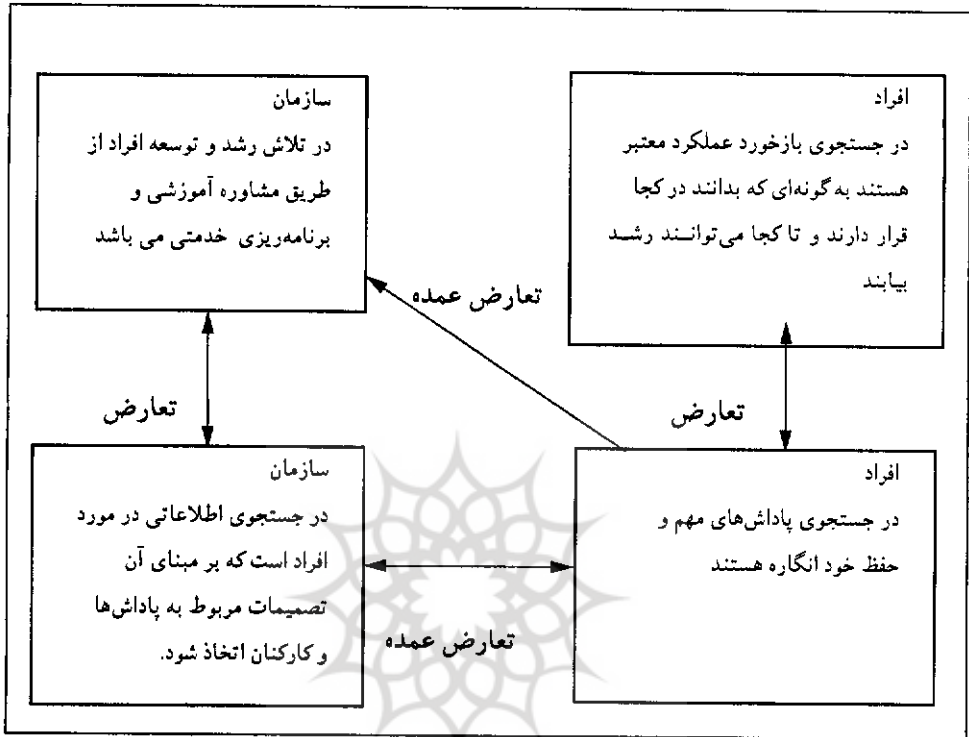 افراد
در جستجوی بازخورد عملکرد معتبر
هستند به گونه‌ای که بدانند در کجا
قرار دارند و تا کجا می‌توانند رشد
بیابند
سازمان
در تلاش رشد و توسعه افراد از
طریق مشاوره آموزشی و
برنامه‌ریزی خدمتی می باشد
تعارض عمده
تعارض
تعارض
افراد
در جستجوی پاداش‌های مهم و
حفظ خود انگاره هستند
سازمان
در جستجوی اطلاعاتی در مورد
افراد است که بر مبنای آن
تصمیمات مربوط به پاداش‌ها
و کارکنان اتخاذ شود.
تعارض عمده